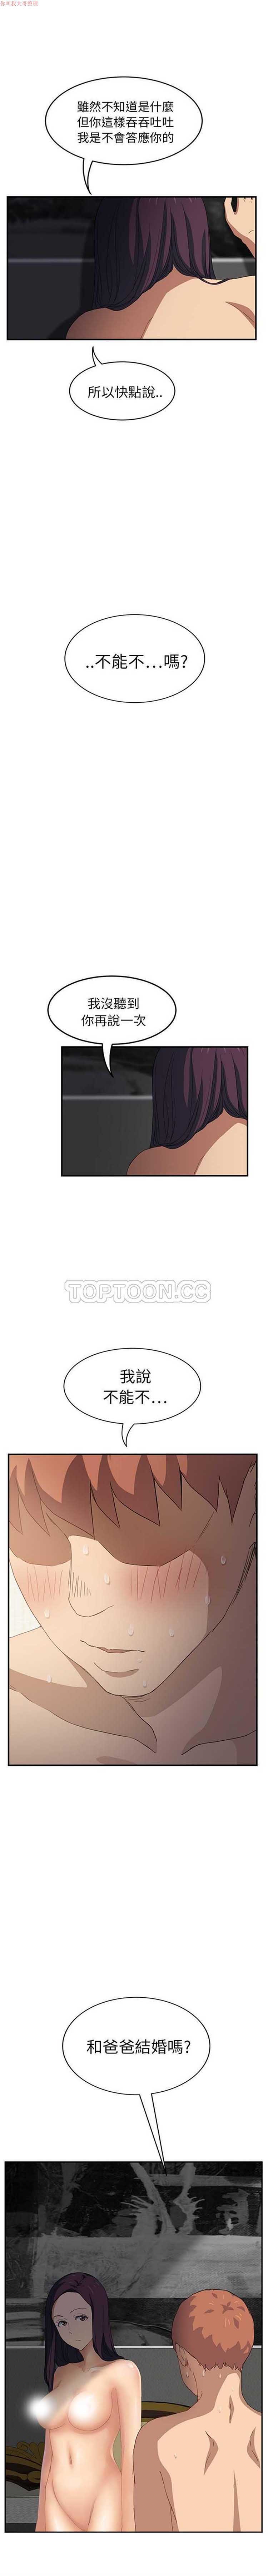 雖然不知道是什麼
但你這樣吞吞吐吐
我是不會答應你的
所以快點說..
..不能不...嗎?
我沒聽到
你再說一次
TOPTOON.CC
我說
不能不...
和爸爸結婚嗎?